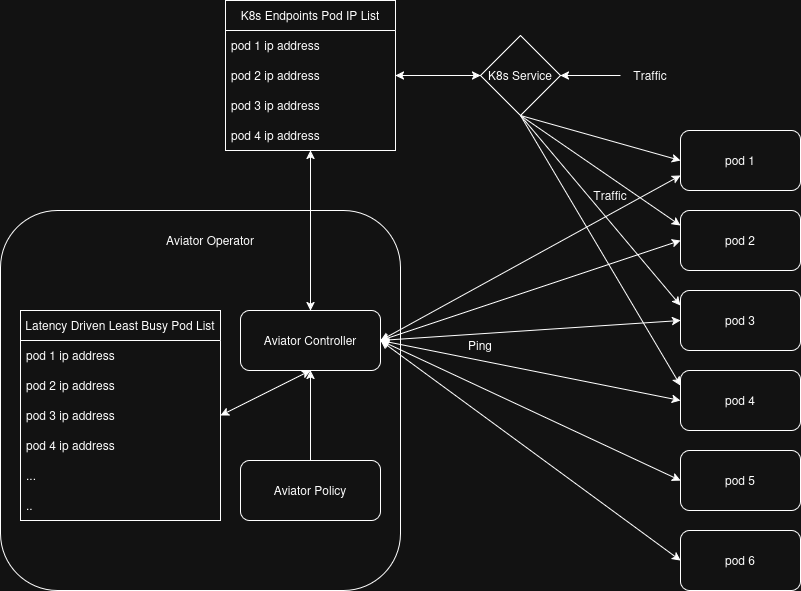 K8s Endpoints Pod IP List
pod 1 ip address
pod 2 ip address
pod 3 ip address
pod 4 ip address
K8s Service
Traffic
pod 1
Traffic
pod 2
pod 3
pod 4
pod 5
pod 6
Ping
Aviator Operator
Aviator Controller
Latency Driven Least Busy Pod List
pod 1 ip address
pod 2 ip address
pod 3 ip address
pod 4 ip address
...
..
Aviator Policy